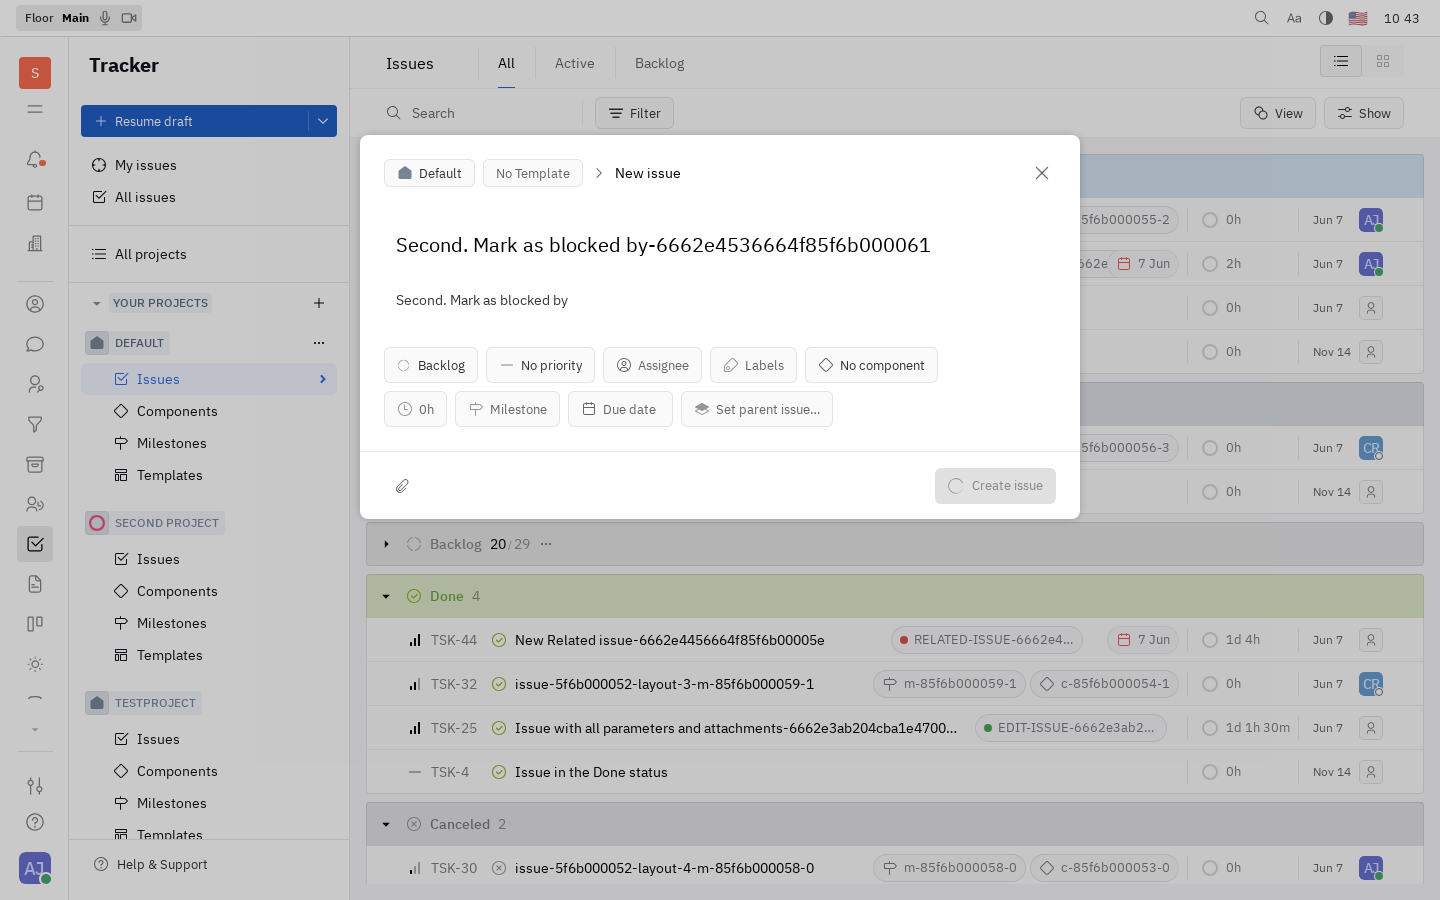 Floor Main
Aa
10 43
S
Tracker
Resume draft
My issues
All issues
All projects
YOUR PROJECTS
DEFAULT
Issues
Components
Milestones
Templates
SECOND PROJECT
Issues
Components
Milestones
Templates
TESTPROJECT
Issues
Components
Milestones
Templates
Help & Support
AJ
Issues
All
Active
Backlog
Search
Filter
View
Show
Default
No Template
New issue
Second. Mark as blocked by-6662e4536664f85f6b000061
Second. Mark as blocked by
Backlog
No priority
Assignee
Labels
No component
0h
Milestone
Due date
Set parent issue...
Create issue
5f6b000055-2 0h Jun 7 AJ
662e 7 Jun 2h Jun 7 AJ
0h Jun 7
0h Nov 14
5f6b000056-3 0h Jun 7 CR
0h Nov 14
Backlog 20/29 ...
Done 4
TSK-44 New Related issue-6662e4456664f85f6b00005e RELATED-ISSUE-6662e4... 7 Jun 1d 4h Jun 7
TSK-32 issue-5f6b000052-layout-3-m-85f6b000059-1 m-85f6b000059-1 c-85f6b000054-1 0h Jun 7 CR
TSK-25 Issue with all parameters and attachments-6662e3ab204cba1e4700... EDIT-ISSUE-6662e3ab2... 1d 1h 30m Jun 7
TSK-4 Issue in the Done status 0h Nov 14
Canceled 2
TSK-30 issue-5f6b000052-layout-4-m-85f6b000058-0 m-85f6b000058-0 c-85f6b000053-0 0h Jun 7 AJ